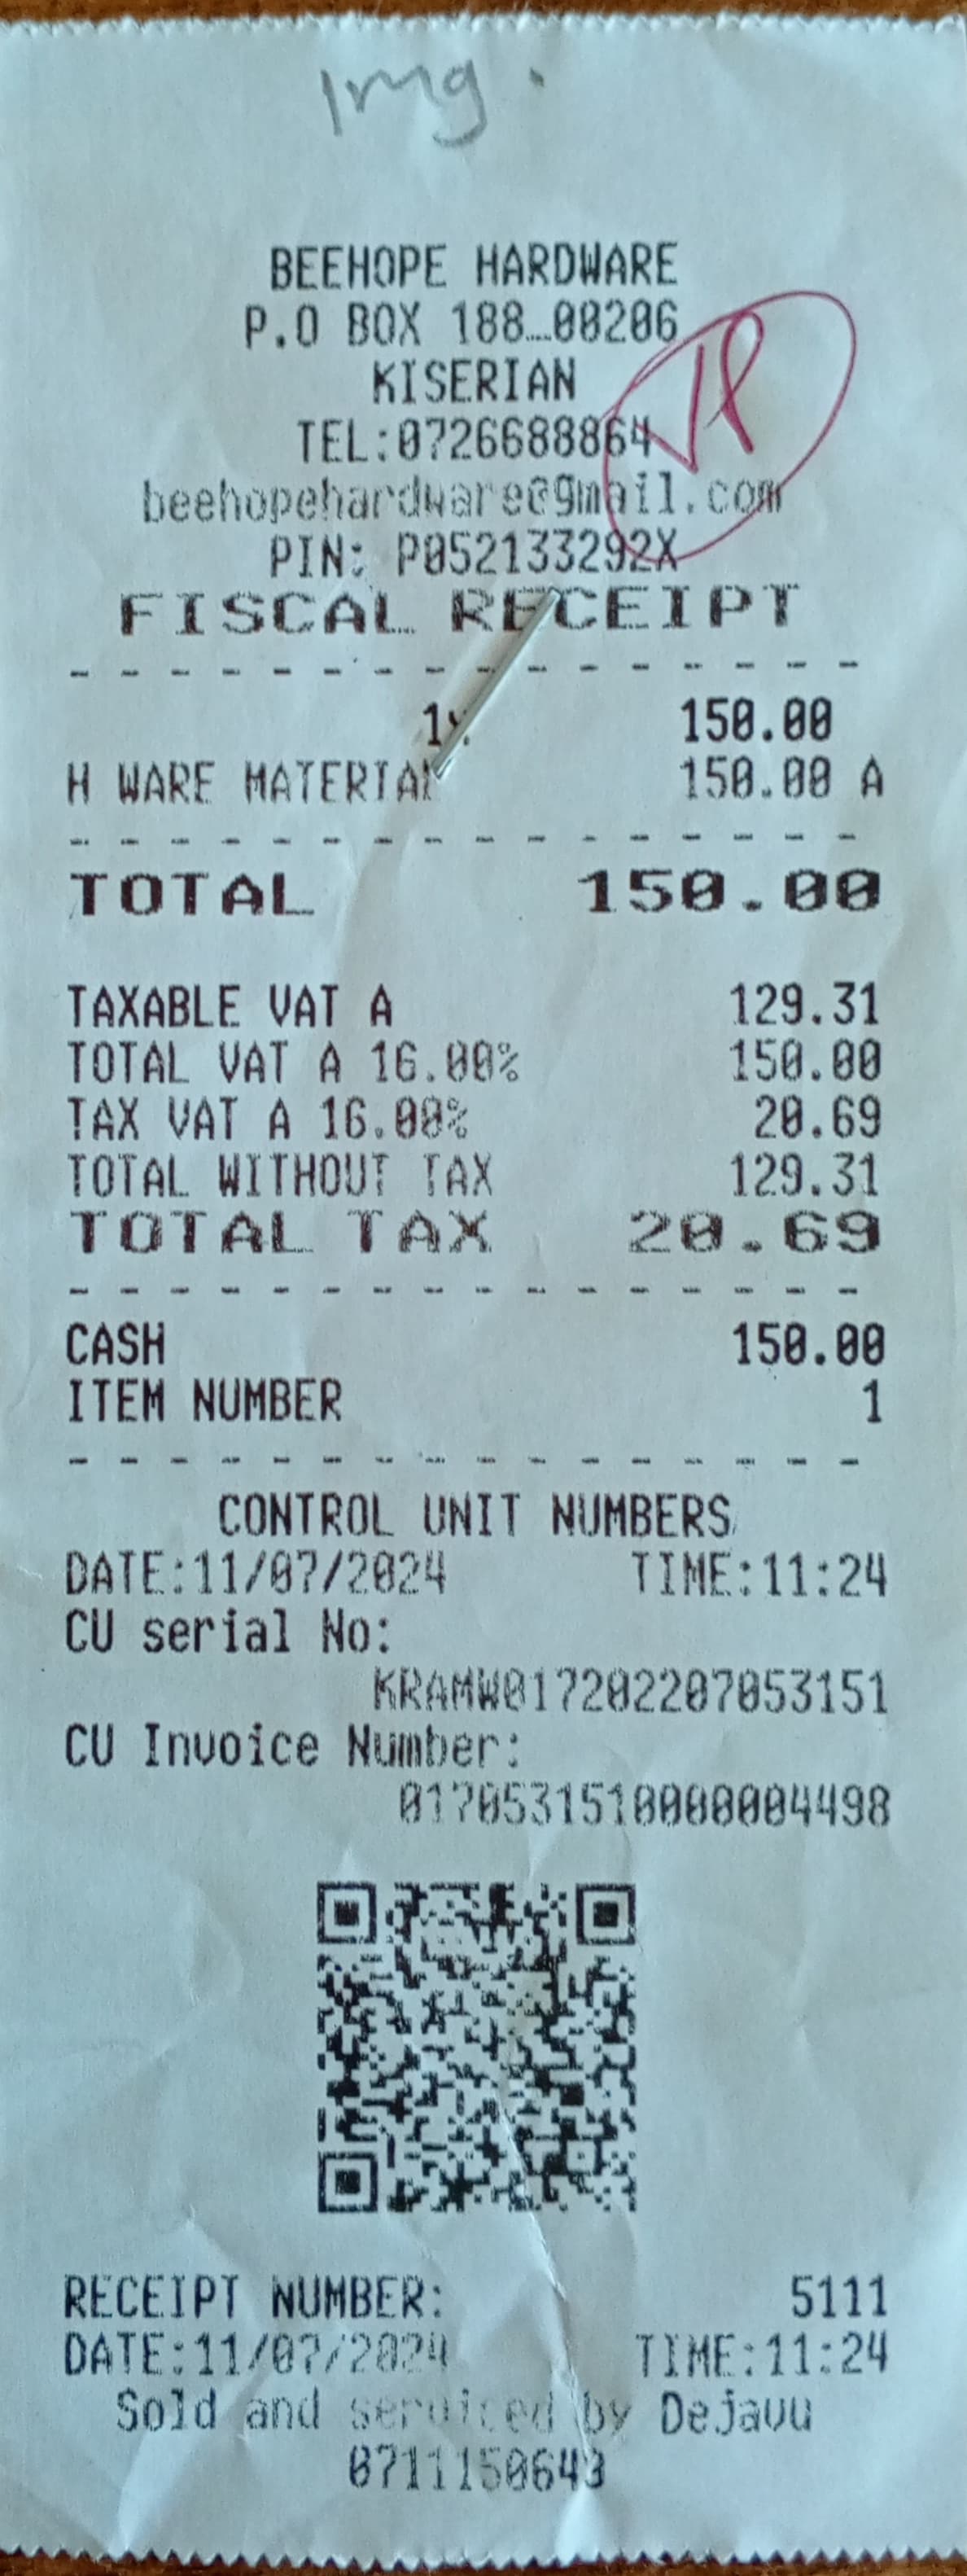 Img.
BEEHOPE HARDWARE
P.O BOX 188...00206
KISERIAN
TEL:0726688864
beehopehardware@gmail.com
PIN: P052133292X
FISCAL RECEIPT
1x 150.00
H WARE MATERIAL 150.00 A
TOTAL 150.00
TAXABLE VAT A 129.31
TOTAL VAT A 16.00% 150.00
TAX VAT A 16.00% 20.69
TOTAL WITHOUT TAX 129.31
TOTAL TAX 20.69
CASH 150.00
ITEM NUMBER 1
CONTROL UNIT NUMBERS
DATE:11/07/2024 TIME:11:24
CU serial No:
KRAMW017202207053151
CU Invoice Number:
0170531510000004498
RECEIPT NUMBER: 5111
DATE:11/07/2024 TIME:11:24
Sold and serviced by Dejavu
0711150643